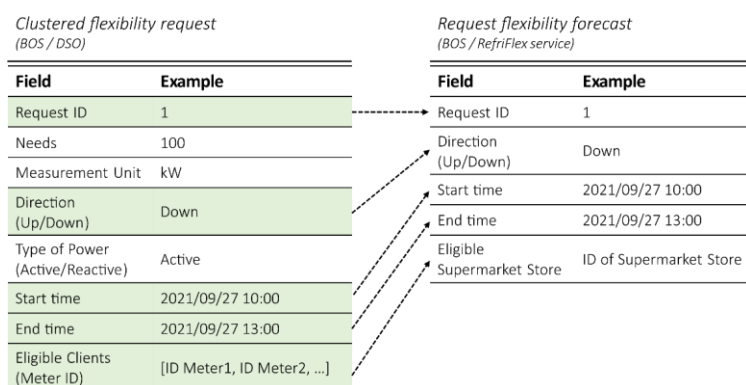 Clustered flexibility request
(BOS / DSO)
Field Example
Request ID 1
Needs 100
Measurement Unit kW
Direction
(Up/Down) Down
Type of Power
(Active/Reactive) Active
Start time 2021/09/27 10:00
End time 2021/09/27 13:00
Eligible Clients
(Meter ID) [ID Meter1, ID Meter2, ...]
Request flexibility forecast
(BOS / RefriFlex service)
Field Example
Request ID 1
Direction
(Up/Down) Down
Start time 2021/09/27 10:00
End time 2021/09/27 13:00
Eligible
Supermarket Store ID of Supermarket Store